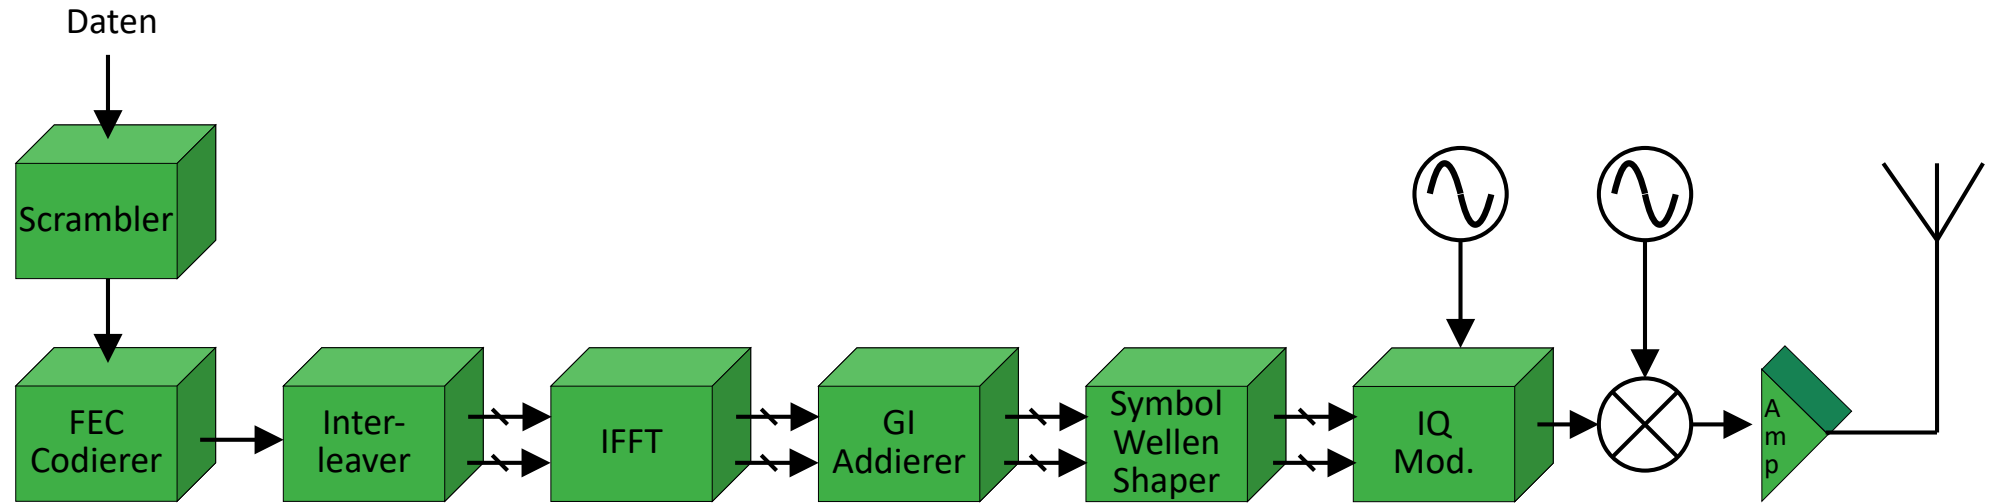 Daten
Scrambler
FEC
Codierer
Inter-
leaver
IFFT
GI
Addierer
Symbol
Wellen
Shaper
IQ
Mod.
A
m
p